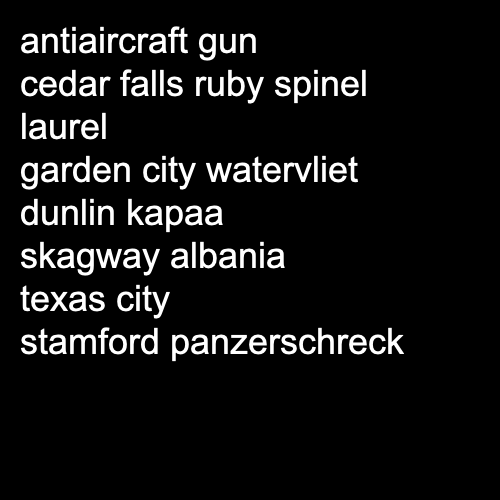 antiaircraft gun
cedar falls ruby spinel
laurel
garden city watervliet
dunlin kapaa
skagway albania
texas city
stamford panzerschreck